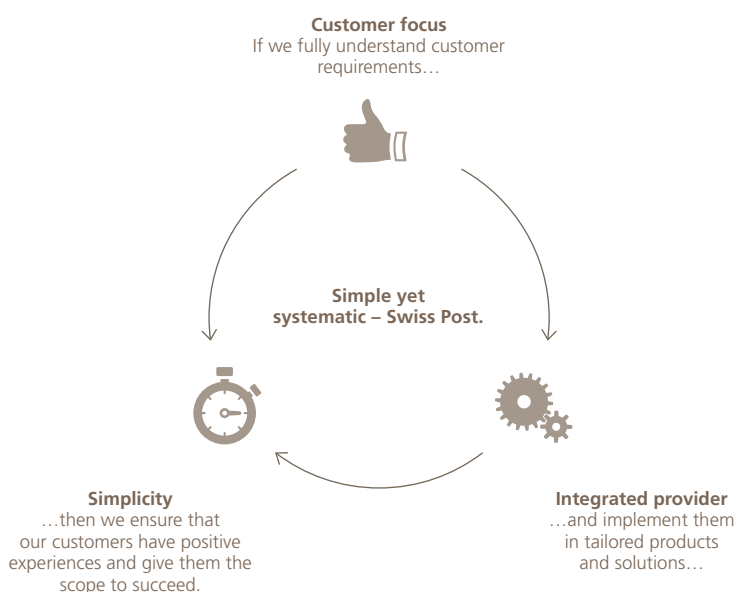 Customer focus
If we fully understand customer
requirements…
Simple yet
systematic – Swiss Post.
Integrated provider
…and implement them
in tailored products
and solutions…
Simplicity
…then we ensure that
our customers have positive
experiences and give them the
scope to succeed.